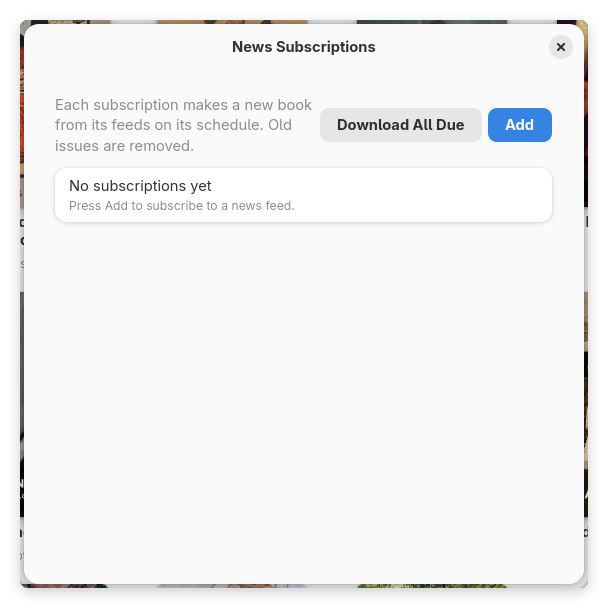 News Subscriptions
Each subscription makes a new book
from its feeds on its schedule. Old
issues are removed.
Download All Due
Add
No subscriptions yet
Press Add to subscribe to a news feed.